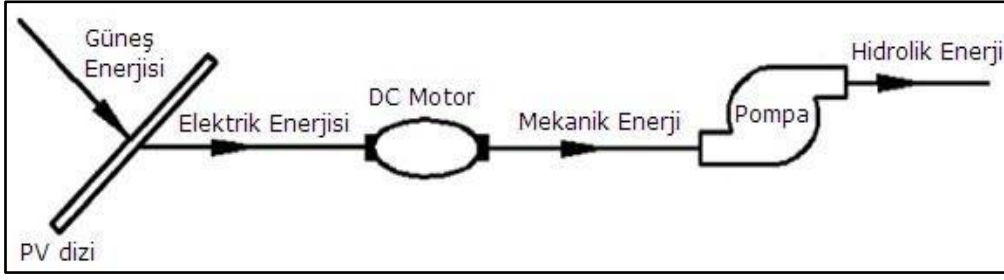 Güneş
Enerjisi
Elektrik Enerjisi
DC Motor
Mekanik Enerji
Pompa
Hidrolik Enerji
PV dizi